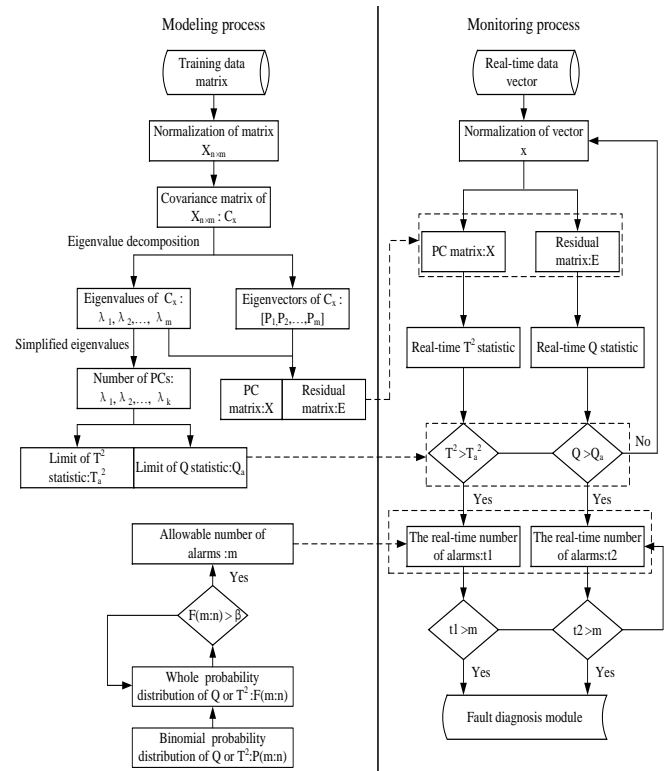 Modeling process
Training data
matrix
Normalization of matrix
Xn×m
Covariance matrix of
Xn×m : Cx
Eigenvalue decomposition
Eigenvalues of Cx :
λ1, λ2,…, λm
Eigenvectors of Cx :
[P1,P2,…,Pm]
Simplified eigenvalues
Number of PCs:
λ1, λ2,…, λk
PC
matrix:X
Residual
matrix:E
Limit of T²
statistic:Ta²
Limit of Q statistic:Qa
Allowable number of
alarms :m
Yes
F(m:n) > β
Whole probability
distribution of Q or T²:F(m:n)
Binomial probability
distribution of Q or T²:P(m:n)
Monitoring process
Real-time data
vector
Normalization of vector
x
PC matrix:X
Residual
matrix:E
Real-time T² statistic
Real-time Q statistic
T²>Ta²
Q >Qa
No
Yes
Yes
The real-time number
of alarms:t1
The real-time number
of alarms:t2
t1>m
t2>m
Yes
Yes
Fault diagnosis module